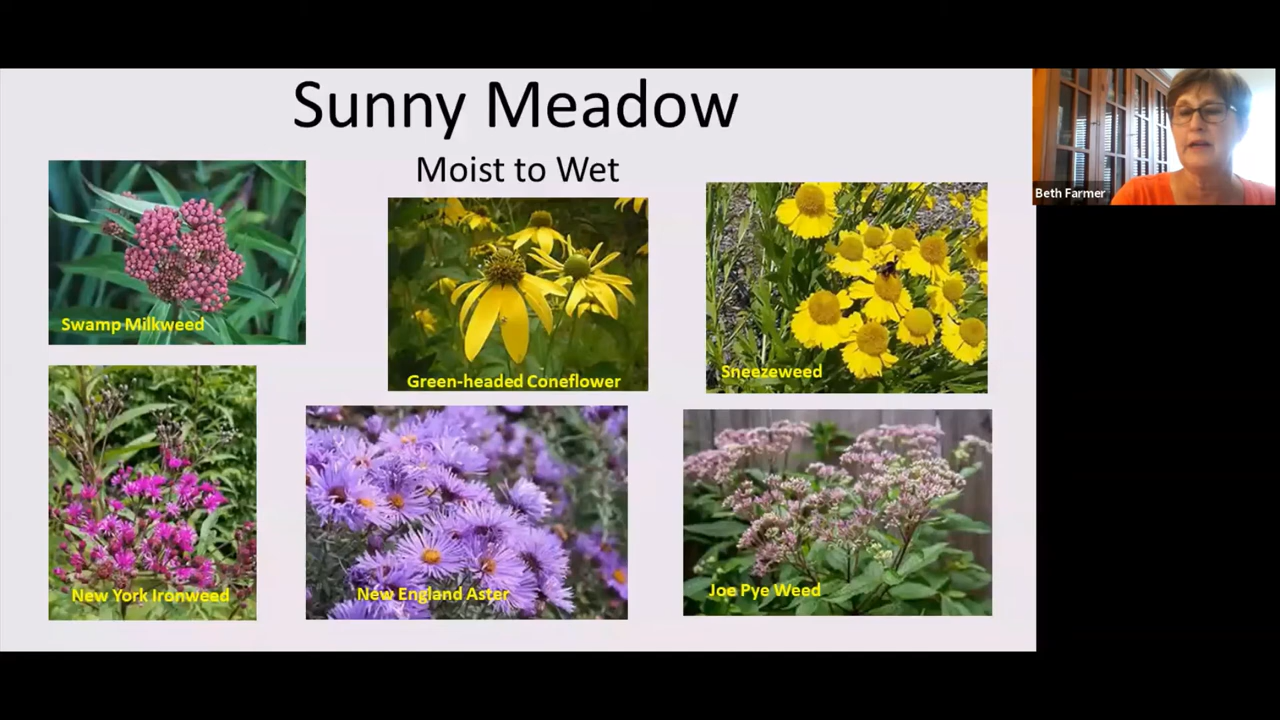 Sunny Meadow
Moist to Wet
Swamp Milkweed
Green-headed Coneflower
Sneezeweed
New York Ironweed
New England Aster
Joe Pye Weed
Beth Farmer